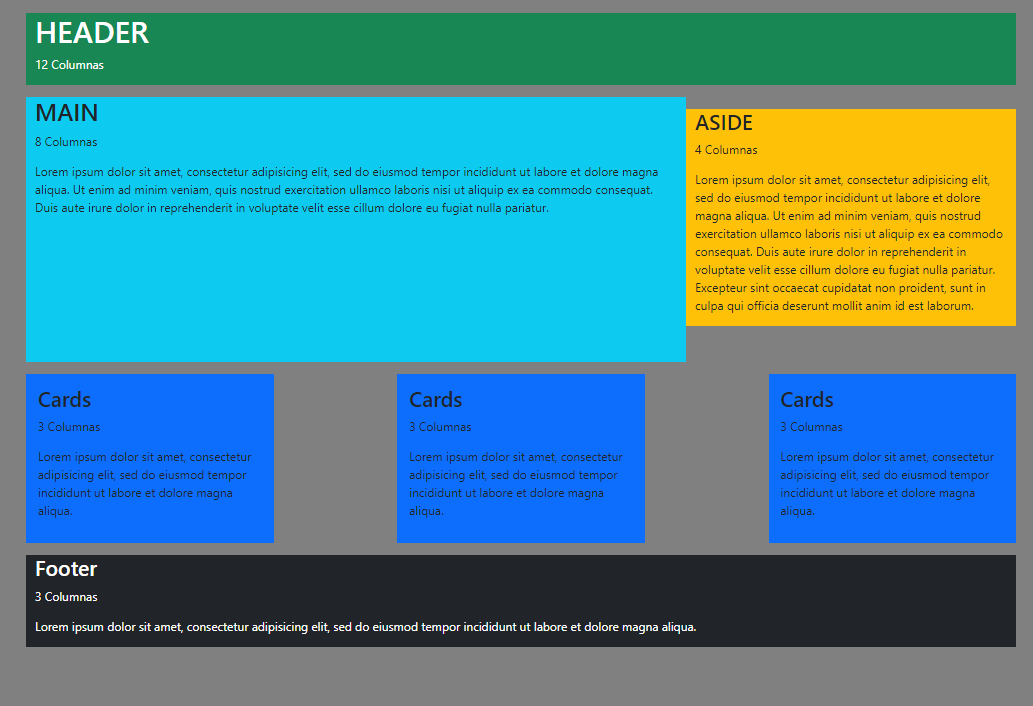 HEADER
12 Columnas
MAIN
8 Columnas
Lorem ipsum dolor sit amet, consectetur adipisicing elit, sed do eiusmod tempor incididunt ut labore et dolore magna
aliqua. Ut enim ad minim veniam, quis nostrud exercitation ullamco laboris nisi ut aliquip ex ea commodo consequat.
Duis aute irure dolor in reprehenderit in voluptate velit esse cillum dolore eu fugiat nulla pariatur.
ASIDE
4 Columnas
Lorem ipsum dolor sit amet, consectetur adipisicing elit,
sed do eiusmod tempor incididunt ut labore et dolore
magna aliqua. Ut enim ad minim veniam, quis nostrud
exercitation ullamco laboris nisi ut aliquip ex ea commodo
consequat. Duis aute irure dolor in reprehenderit in
voluptate velit esse cillum dolore eu fugiat nulla pariatur.
Excepteur sint occaecat cupidatat non proident, sunt in
culpa qui officia deserunt mollit anim id est laborum.
Cards
3 Columnas
Lorem ipsum dolor sit amet, consectetur
adipisicing elit, sed do eiusmod tempor
incididunt ut labore et dolore magna
aliqua.
Cards
3 Columnas
Lorem ipsum dolor sit amet, consectetur
adipisicing elit, sed do eiusmod tempor
incididunt ut labore et dolore magna
aliqua.
Cards
3 Columnas
Lorem ipsum dolor sit amet, consectetur
adipisicing elit, sed do eiusmod tempor
incididunt ut labore et dolore magna
aliqua.
Footer
3 Columnas
Lorem ipsum dolor sit amet, consectetur adipisicing elit, sed do eiusmod tempor incididunt ut labore et dolore magna aliqua.